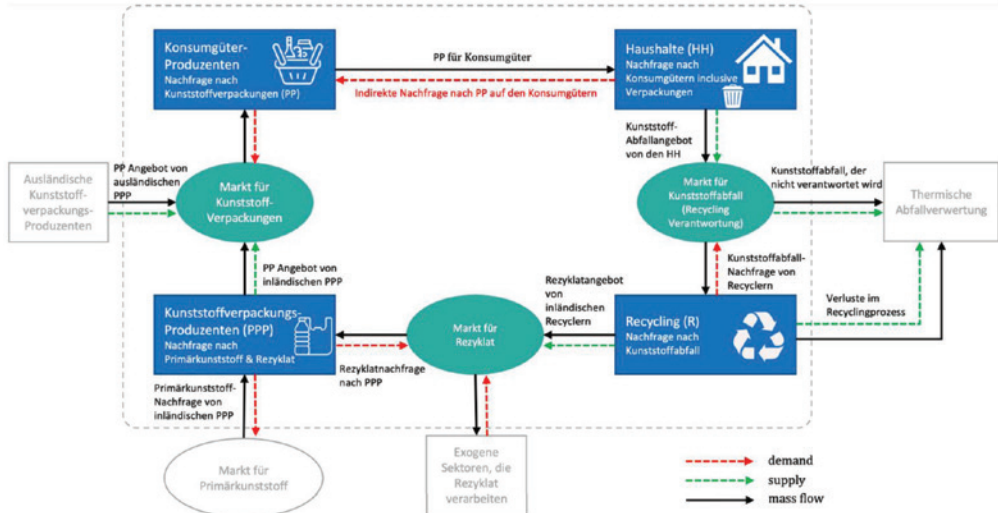 Konsumgüter-
Produzenten
Nachfrage nach
Kunststoffverpackungen (PP)
PP für Konsumgüter
Indirekte Nachfrage nach PP auf den Konsumgütern
Haushalte (HH)
Nachfrage nach
Konsumgütern inclusive
Verpackungen
Kunststoff-
Abfallangebot
von den HH
Ausländische
Kunststoff-
verpackungs-
Produzenten
PP Angebot von
ausländischen
PPP
Markt für
Kunststoff-
Verpackungen
Markt für
Kunststoffabfall
(Recycling
Verantwortung)
Kunststoffabfall, der
nicht verantwortet wird
Thermische
Abfallverwertung
PP Angebot von
inländischen PPP
Kunststoffabfall-
Nachfrage von
Recyclern
Kunststoffverpackungs-
Produzenten (PPP)
Nachfrage nach
Primärkunststoff & Rezyklat
Rezyklatangebot
von
inländischen
Recyclern
Markt für
Rezyklat
Rezyklatnachfrage
nach PPP
Recycling (R)
Nachfrage nach
Kunststoffabfall
Verluste im
Recyclingprozess
Primärkunststoff-
Nachfrage von
inländischen PPP
Markt für
Primärkunststoff
Exogene
Sektoren, die
Rezyklat
verarbeiten
demand
supply
mass flow